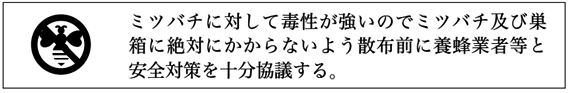 ミツバチに対して毒性が強いのでミツバチ及び巣
箱に絶対にかからないよう散布前に養蜂業者等と
安全対策を十分協議する。